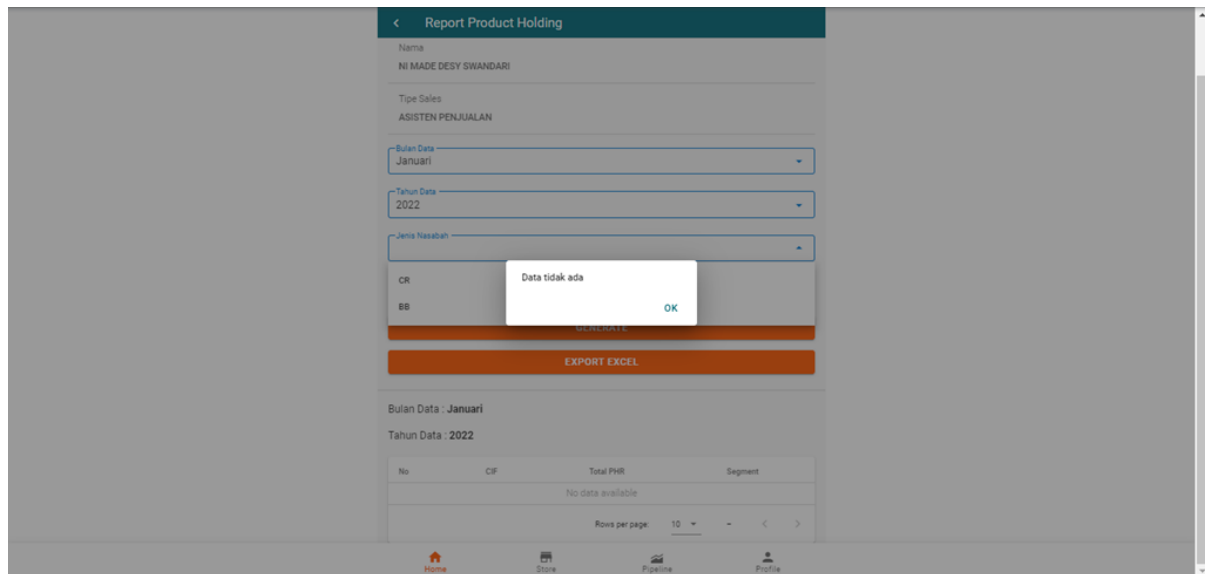 Report Product Holding
Nama
NI MADE DESY SWANDARI
Tipe Sales
ASISTEN PENJUALAN
Bulan Data
Januari
Tahun Data
2022
Jenis Nasabah
CR
BB
Data tidak ada
OK
GENERATE
EXPORT EXCEL
Bulan Data : Januari
Tahun Data : 2022
No CIF Total PHR Segment
No data available
Rows per page: 10 –
Home Store Pipeline Profile